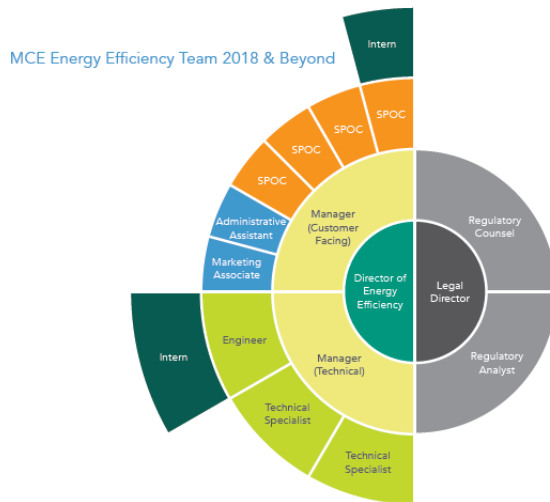 MCE Energy Efficiency Team 2018 & Beyond
Intern
SPOC
SPOC
SPOC
SPOC
Administrative
Assistant
Marketing
Associate
Manager
(Customer
Facing)
Regulatory
Counsel
Director of
Energy
Efficiency
Legal
Director
Engineer
Intern
Manager
(Technical)
Regulatory
Analyst
Technical
Specialist
Technical
Specialist